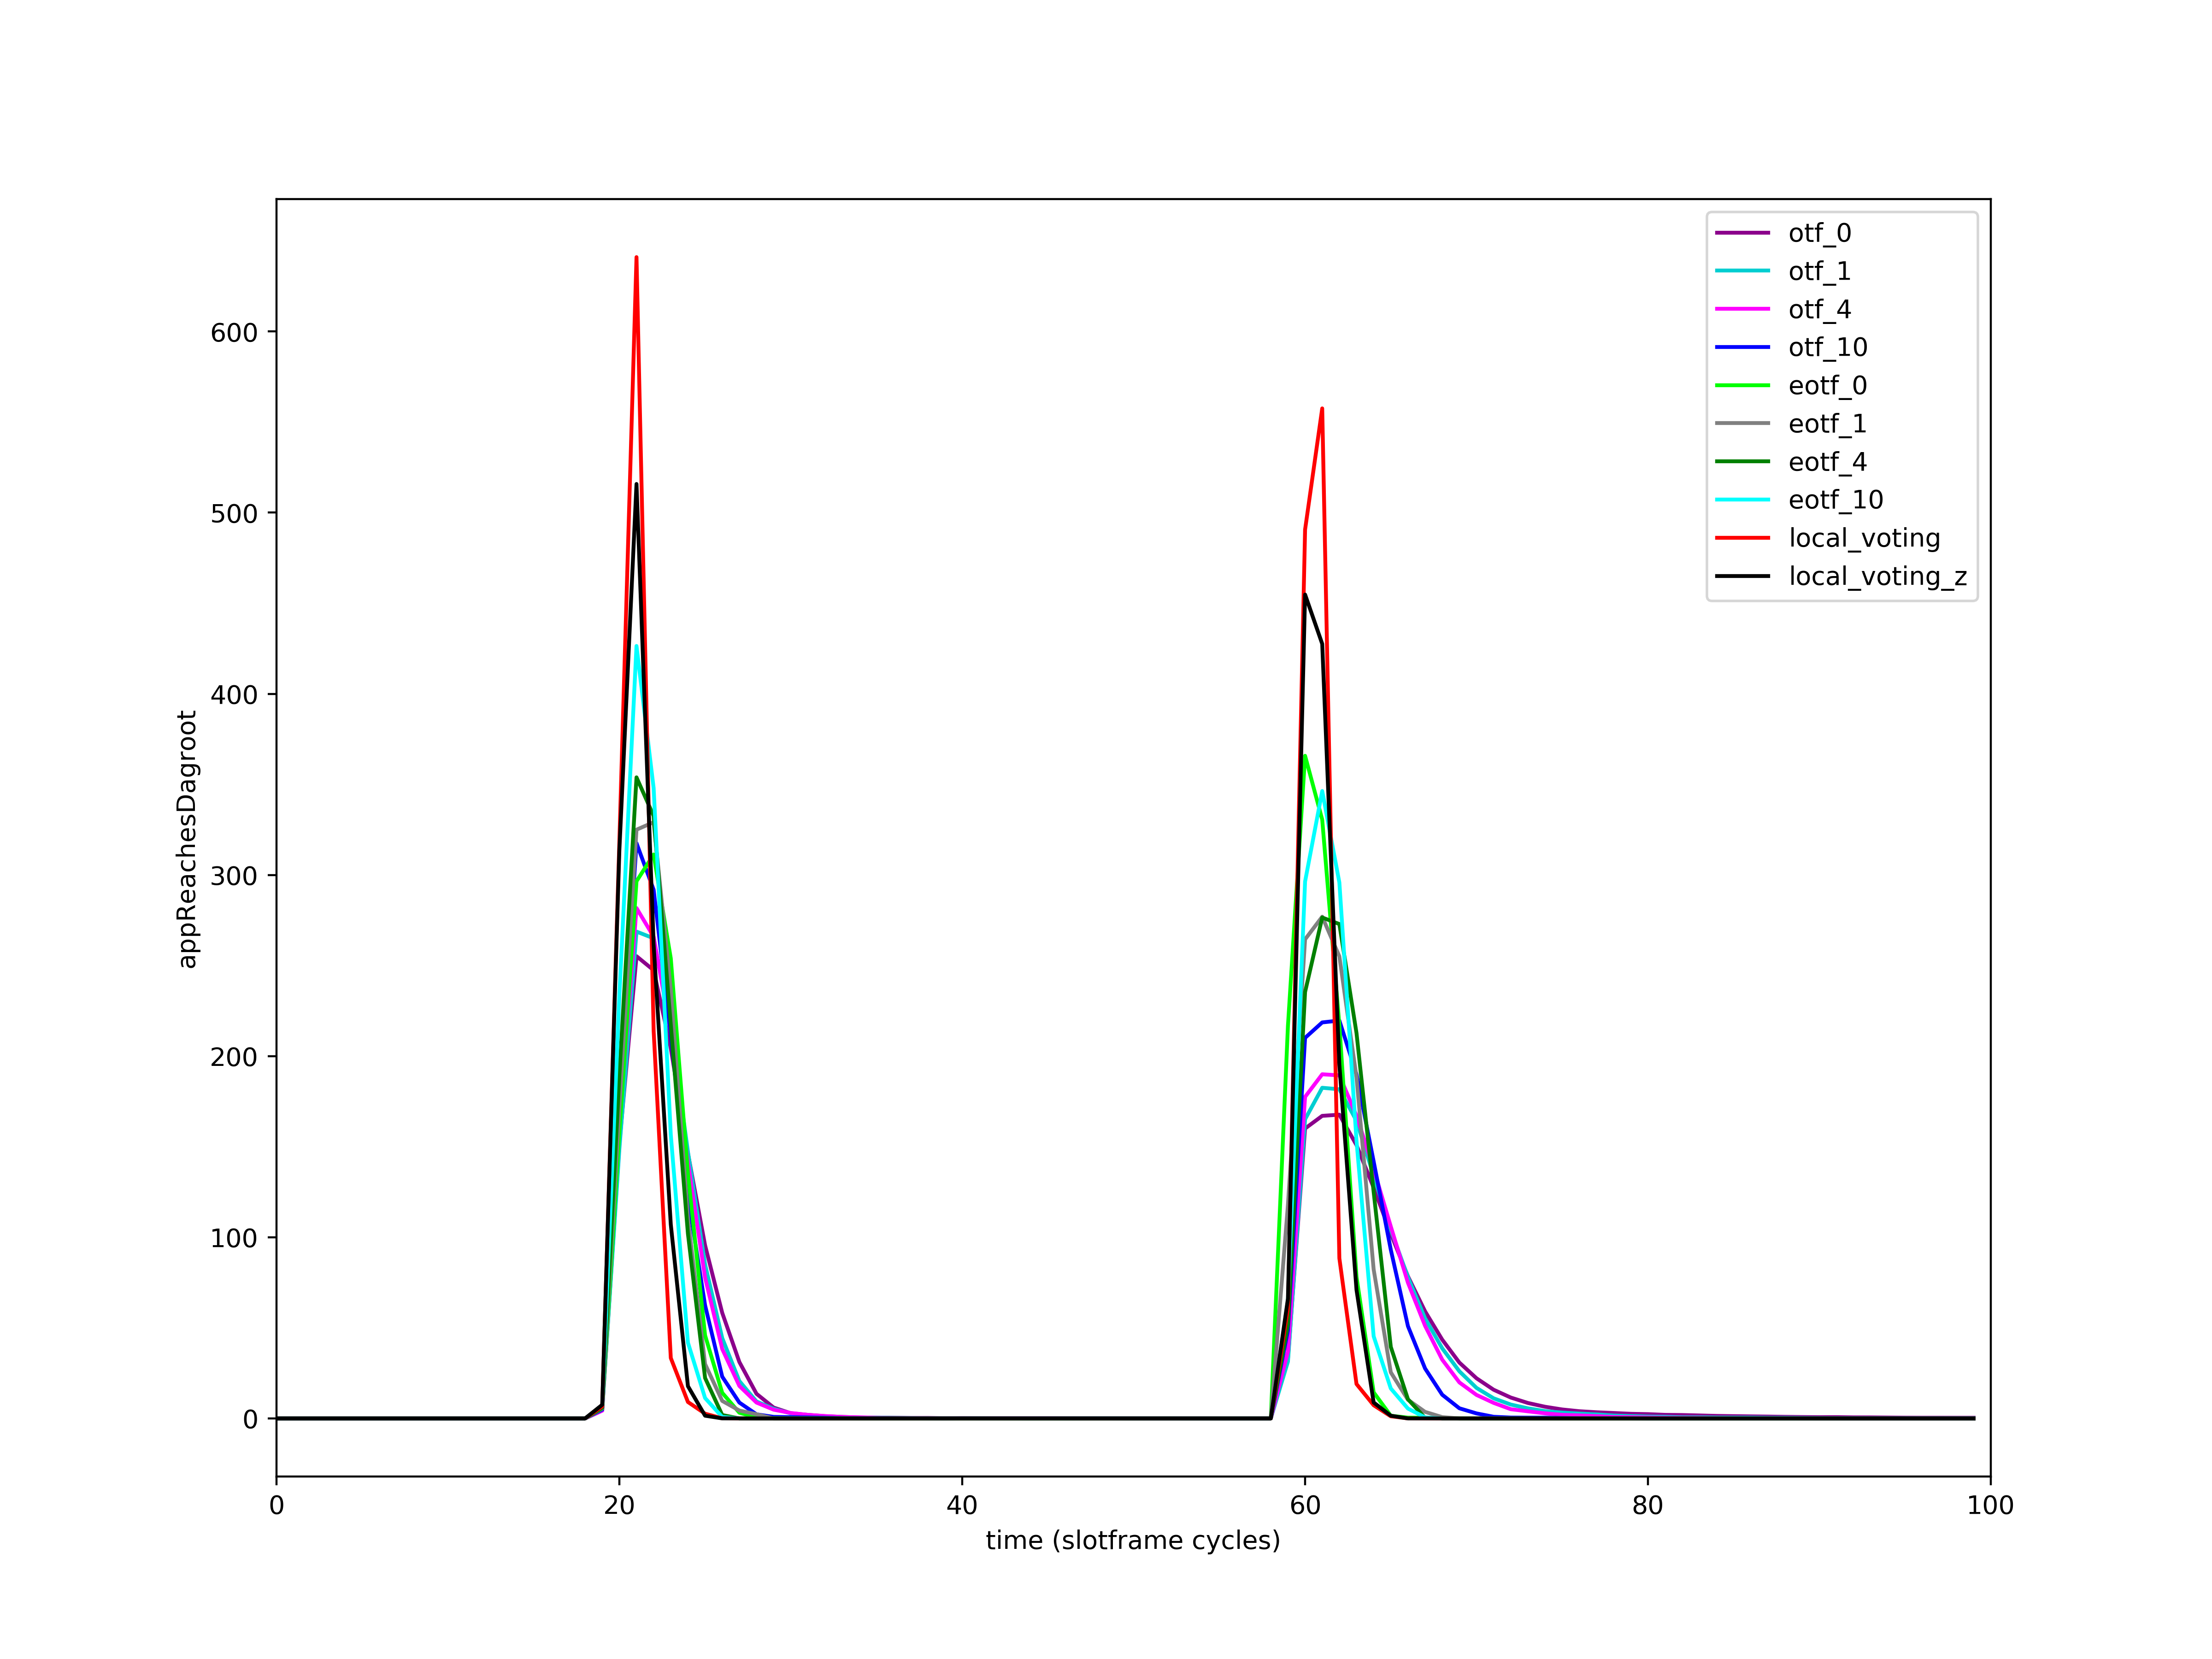 otf_0
otf_1
otf_4
otf_10
eotf_0
eotf_1
eotf_4
eotf_10
local_voting
local_voting_z
600
500
400
300
200
100
0
appReachesDagroot
0 20 40 60 80 100
time (slotframe cycles)